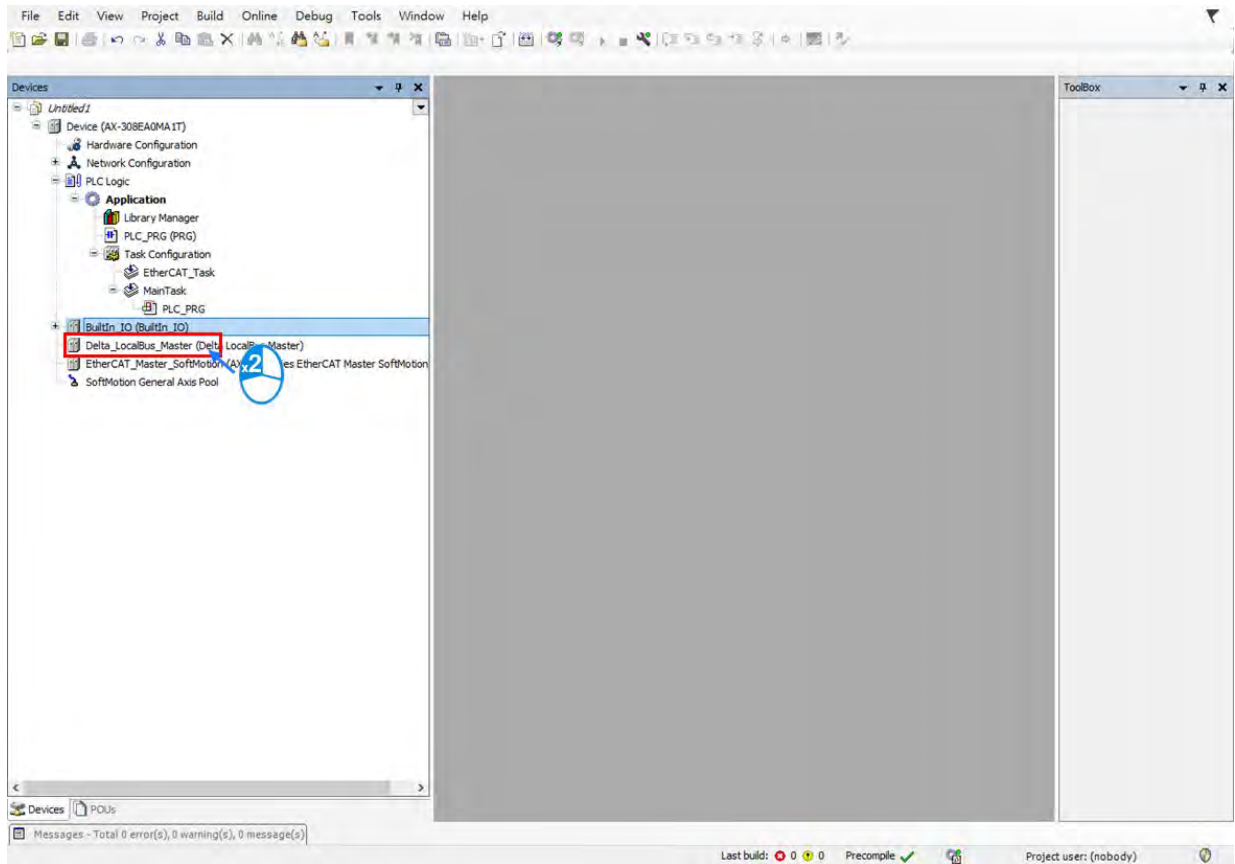 File Edit View Project Build Online Debug Tools Window Help
Devices
ToolBox
Untitled1
Device (AX-308EA0MA1T)
Hardware Configuration
Network Configuration
PLC Logic
Application
Library Manager
PLC_PRG (PRG)
Task Configuration
EtherCAT_Task
MainTask
PLC_PRG
BuiltIn_IO (BuiltIn_IO)
Delta_LocalBus_Master (Delta LocalBus Master)
x2
EtherCAT_Master_SoftMotion (AX es EtherCAT Master SoftMotion
SoftMotion General Axis Pool
Devices POUs
Messages - Total 0 error(s), 0 warning(s), 0 message(s)
Last build: 0 0 Precompile Project user: (nobody)